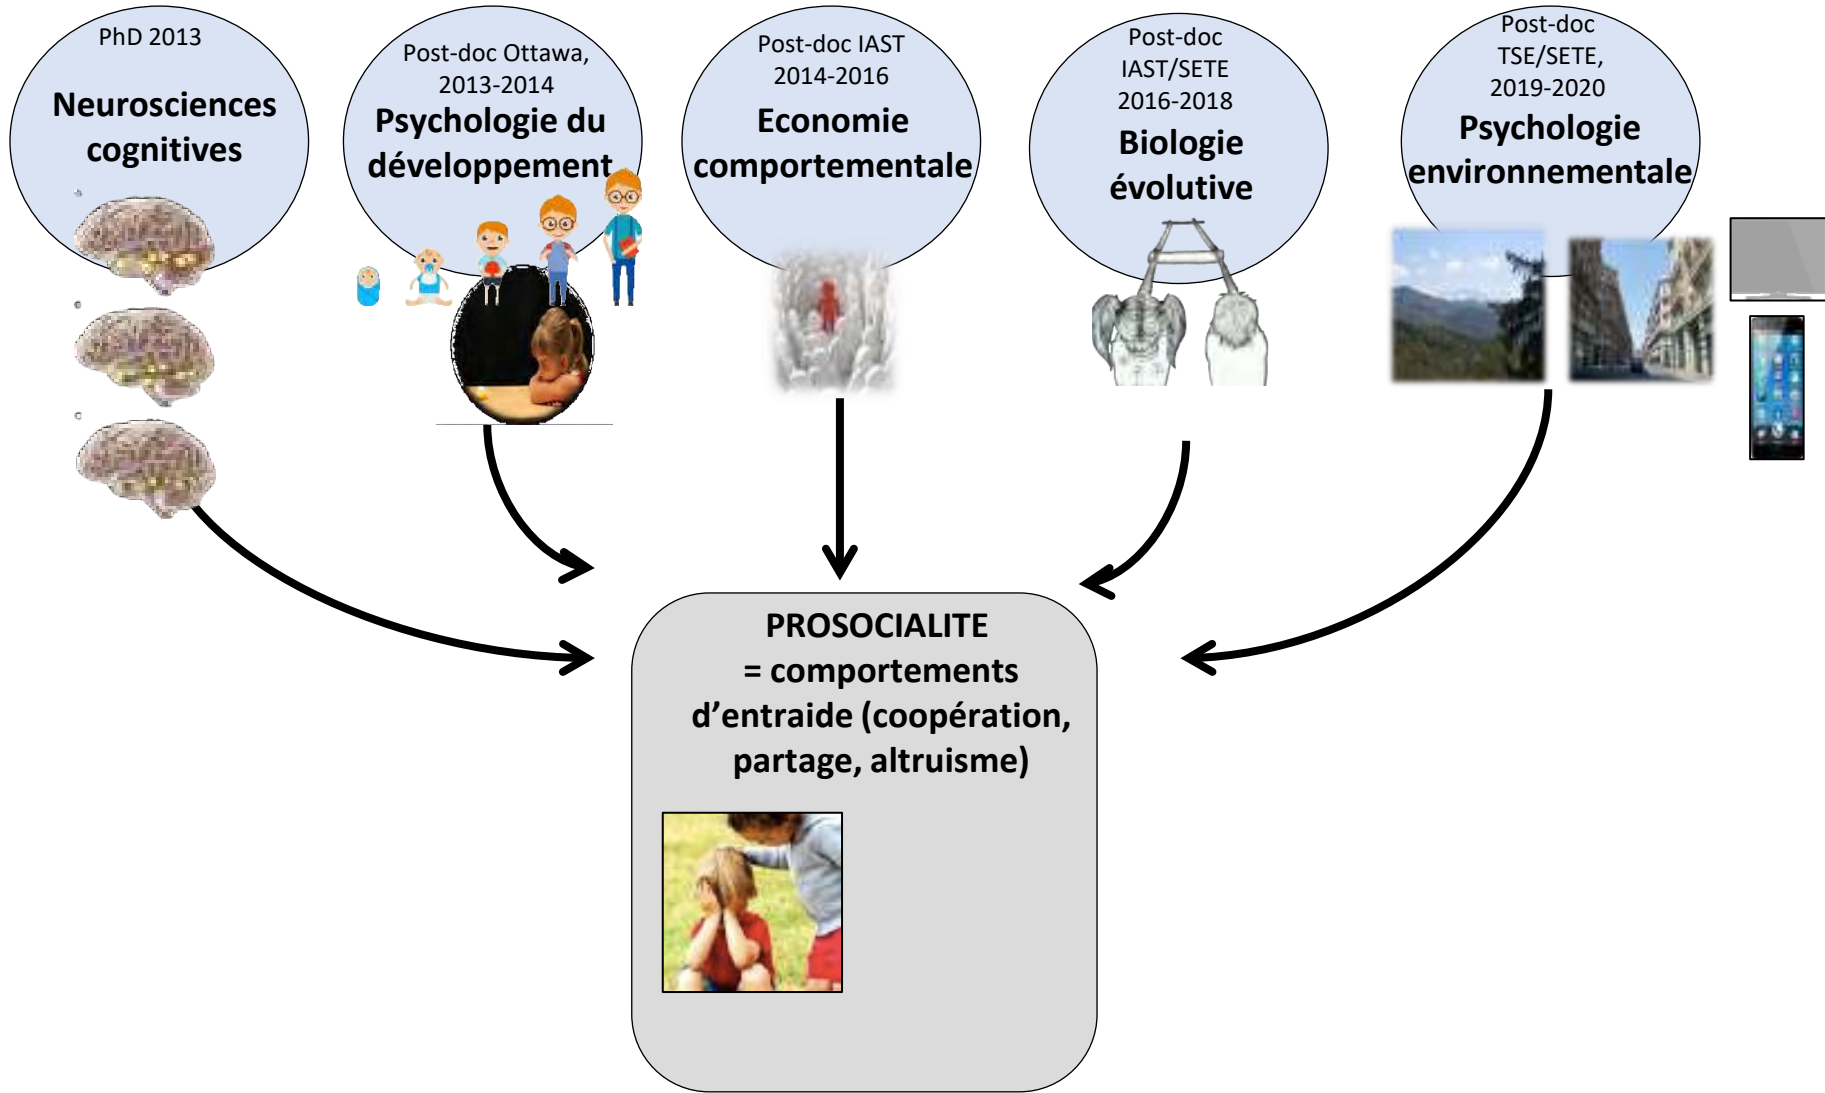 PhD 2013
Neurosciences
cognitives
Post-doc Ottawa,
2013-2014
Psychologie du
développement
Post-doc IAST
2014-2016
Economie
comportementale
Post-doc
IAST/SETE
2016-2018
Biologie
évolutive
Post-doc
TSE/SETE,
2019-2020
Psychologie
environnementale
PROSOCIALITE
= comportements
d’entraide (coopération,
partage, altruisme)